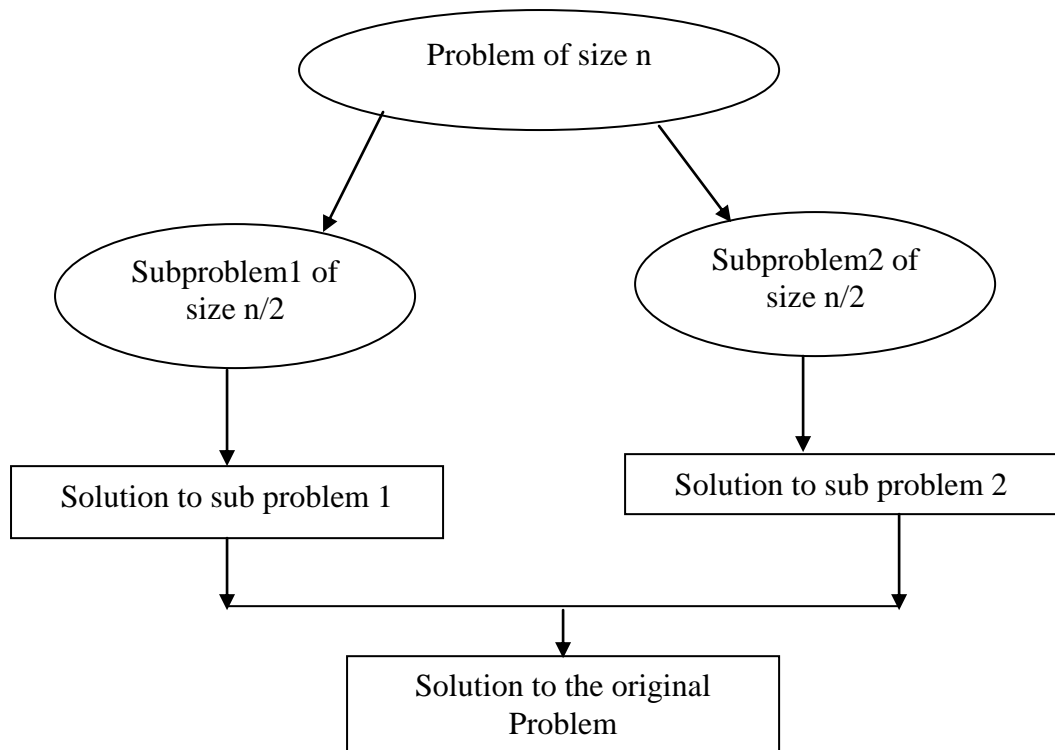 Problem of size n
Subproblem1 of
size n/2
Subproblem2 of
size n/2
Solution to sub problem 1
Solution to sub problem 2
Solution to the original
Problem